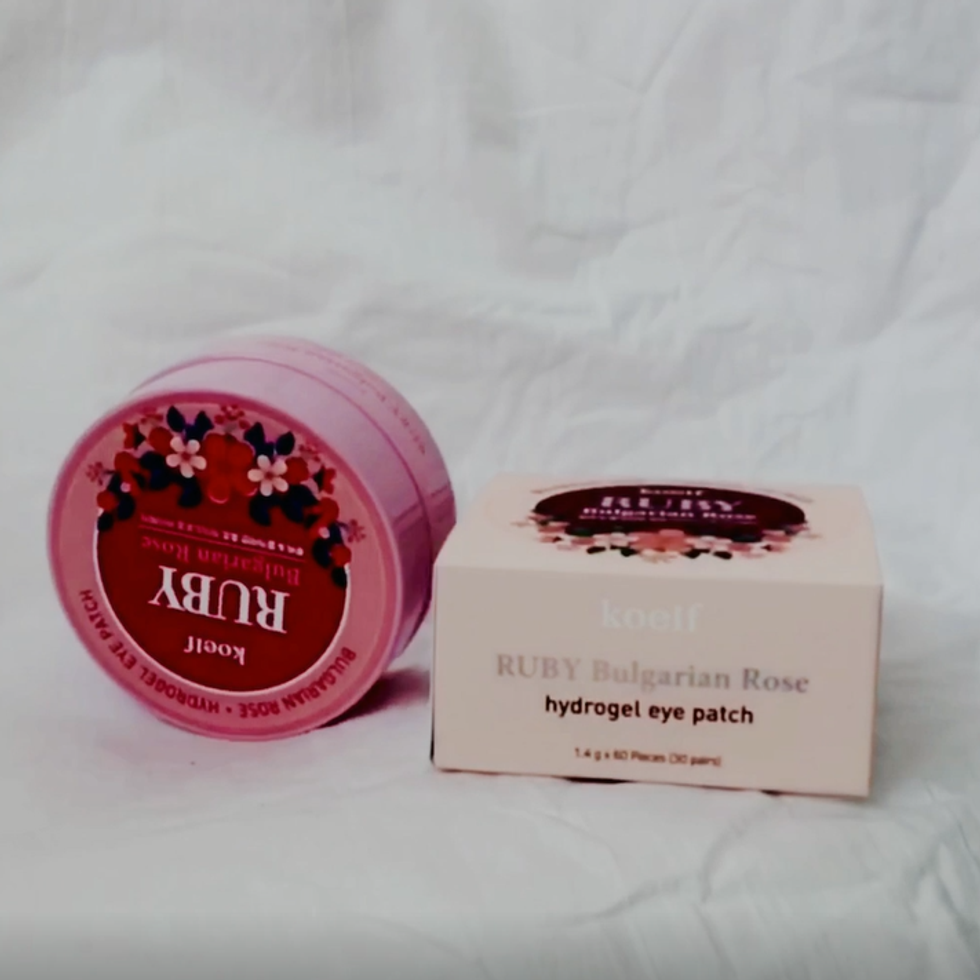 koelf
RUBY
Bulgarian Rose
BULGARIAN ROSE • HYDROGEL EYE PATCH
koelf
RUBY
Bulgarian Rose
koelf
RUBY Bulgarian Rose
hydrogel eye patch
1.4 g x 60 Pieces (30 pairs)